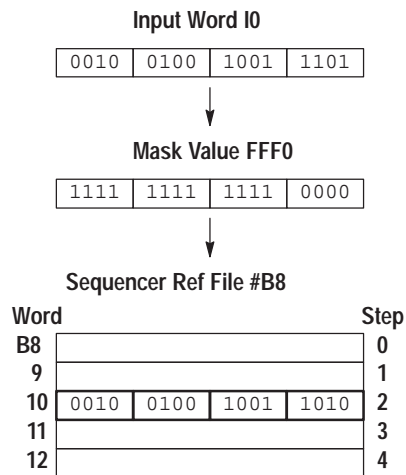 Input Word I0
0010 0100 1001 1101
Mask Value FFF0
1111 1111 1111 0000
Sequencer Ref File #B8
Word Step
B8 0
9 1
10 0010 0100 1001 1010 2
11 3
12 4